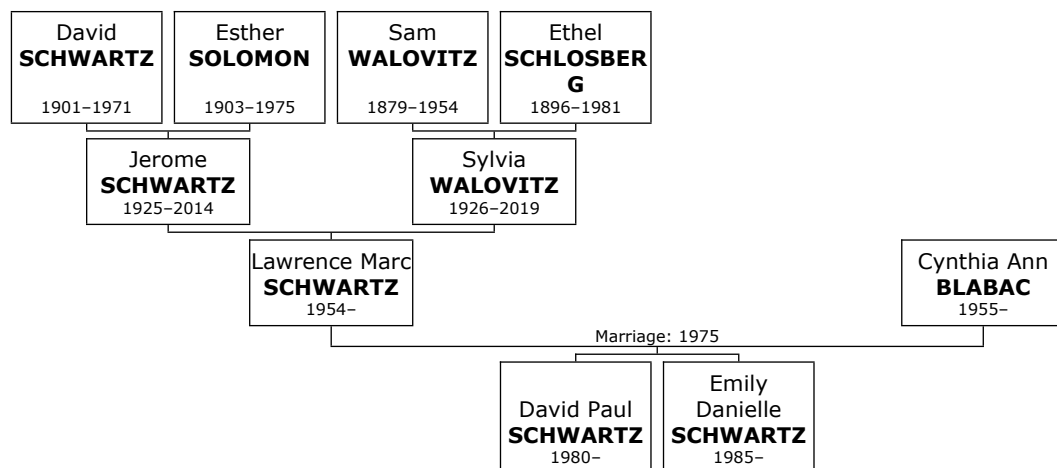 David
SCHWARTZ
1901–1971
Esther
SOLOMON
1903–1975
Sam
WALOVITZ
1879–1954
Ethel
SCHLOSBER
G
1896–1981
Jerome
SCHWARTZ
1925–2014
Sylvia
WALOVITZ
1926–2019
Lawrence Marc
SCHWARTZ
1954–
Cynthia Ann
BLABAC
1955–
Marriage: 1975
David Paul
SCHWARTZ
1980–
Emily
Danielle
SCHWARTZ
1985–